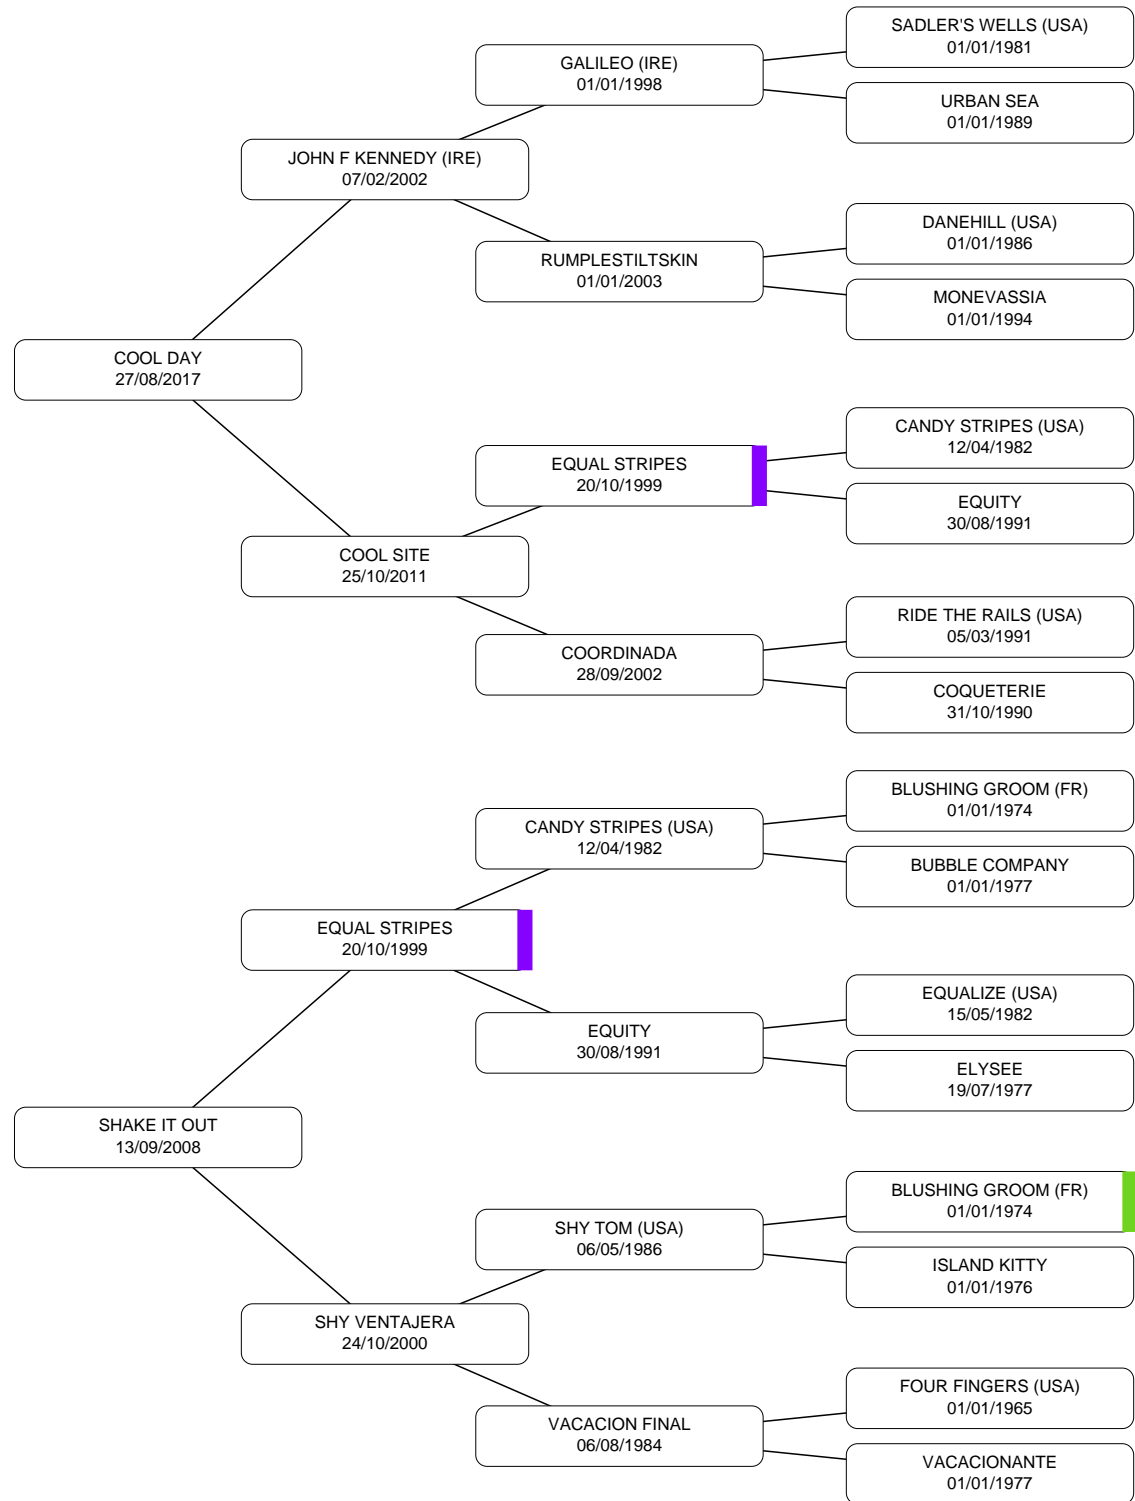 SADLER'S WELLS (USA)
01/01/1981
GALILEO (IRE)
01/01/1998
URBAN SEA
01/01/1989
JOHN F KENNEDY (IRE)
07/02/2002
DANEHILL (USA)
01/01/1986
RUMPLESTILTSKIN
01/01/2003
MONEVASSIA
01/01/1994
COOL DAY
27/08/2017
CANDY STRIPES (USA)
12/04/1982
EQUAL STRIPES
20/10/1999
EQUITY
30/08/1991
COOL SITE
25/10/2011
RIDE THE RAILS (USA)
05/03/1991
COORDINADA
28/09/2002
COQUETERIE
31/10/1990
BLUSHING GROOM (FR)
01/01/1974
CANDY STRIPES (USA)
12/04/1982
BUBBLE COMPANY
01/01/1977
EQUAL STRIPES
20/10/1999
EQUALIZE (USA)
15/05/1982
EQUITY
30/08/1991
ELYSEE
19/07/1977
SHAKE IT OUT
13/09/2008
BLUSHING GROOM (FR)
01/01/1974
SHY TOM (USA)
06/05/1986
ISLAND KITTY
01/01/1976
SHY VENTAJERA
24/10/2000
FOUR FINGERS (USA)
01/01/1965
VACACION FINAL
06/08/1984
VACACIONANTE
01/01/1977